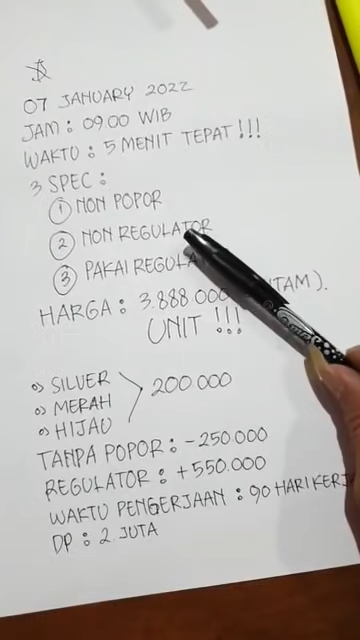 07 JANUARY 2022
JAM : 09.00 WIB
WAKTU : 5 MENIT TEPAT !!!
3 SPEC :
① NON POPOR
② NON REGULATOR
③ PAKAI
HARGA : 3.888.000
UNIT !!!
SILVER
MERAH
HIJAU
200.000
TANPA POPOR : -250.000
REGULATOR : +550.000
WAKTU PENGERJAAN : 90 HARI
DP : 2 JUTA